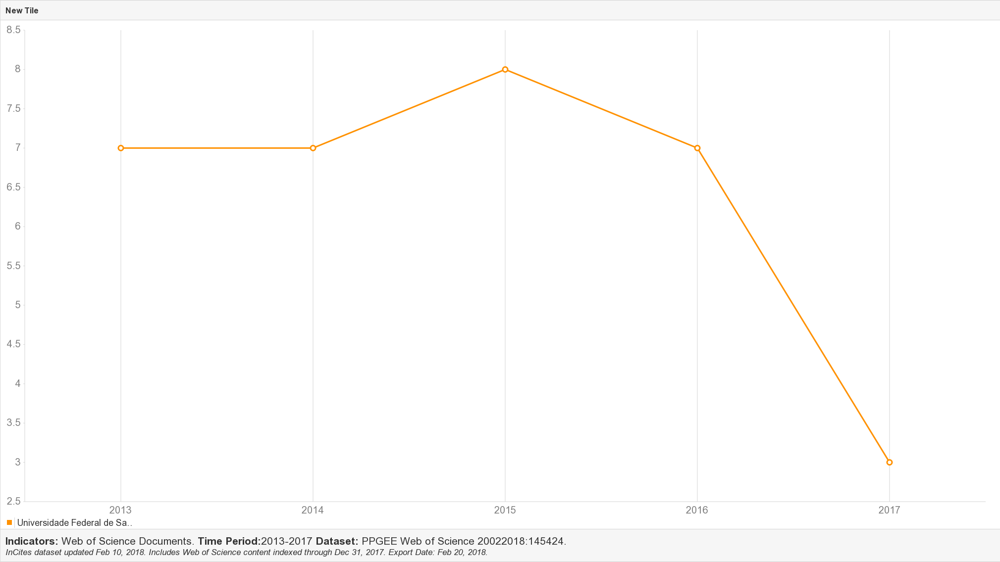 New Tile
8.5
8
7.5
7
6.5
6
5.5
5
4.5
4
3.5
3
2.5
2013 2014 2015 2016 2017
Universidade Federal de Sa..
Indicators: Web of Science Documents. Time Period:2013-2017 Dataset: PPGEE Web of Science 20022018:145424.
InCites dataset updated Feb 10, 2018. Includes Web of Science content indexed through Dec 31, 2017. Export Date: Feb 20, 2018.